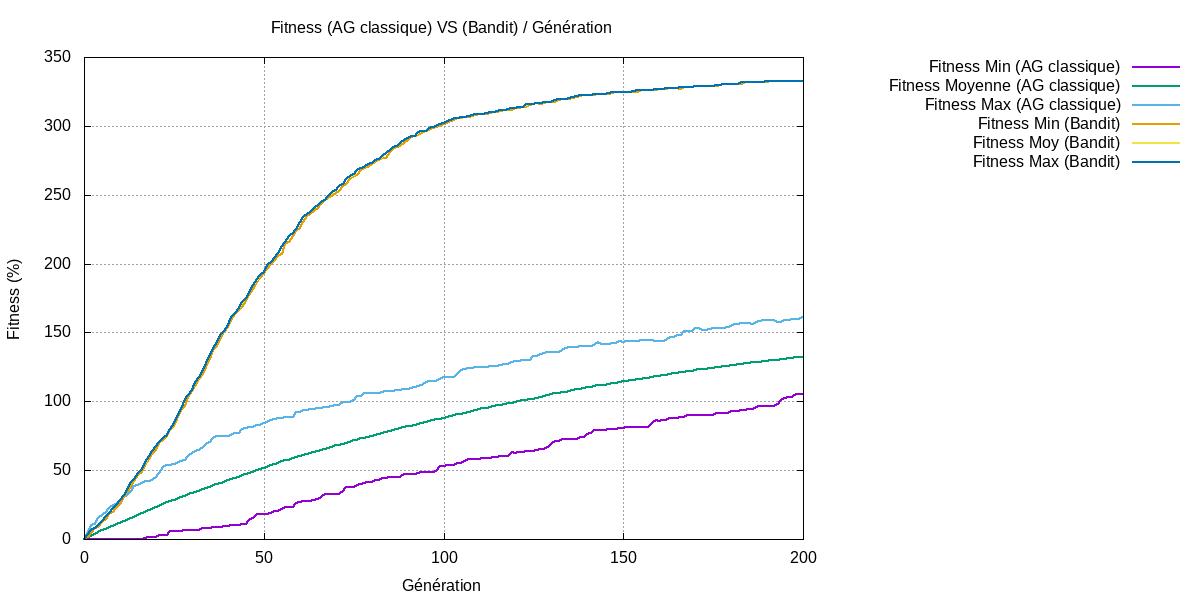 Fitness (AG classique) VS (Bandit) / Génération
350
300
250
200
150
100
50
0
Fitness (%)
0 50 100 150 200
Génération
Fitness Min (AG classique)
Fitness Moyenne (AG classique)
Fitness Max (AG classique)
Fitness Min (Bandit)
Fitness Moy (Bandit)
Fitness Max (Bandit)